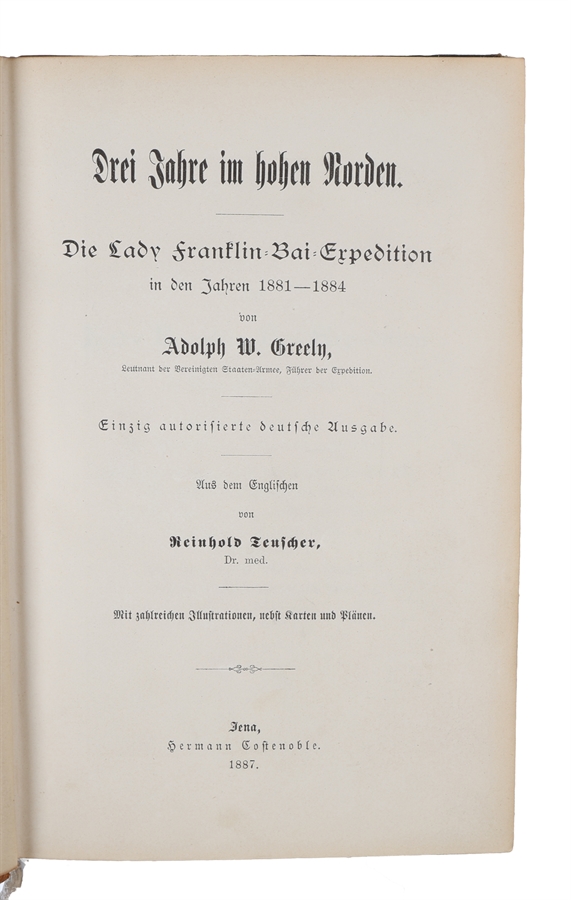 Drei Jahre im hohen Norden.
Die Lady Franklin-Bai-Expedition
in den Jahren 1881—1884
von
Adolph W. Greely,
Leutnant der Vereinigten Staaten-Armee, Führer der Expedition.
Einzig autorisierte deutsche Ausgabe.
Aus dem Englischen
von
Reinhold Teuscher,
Dr. med.
Mit zahlreichen Illustrationen, nebst Karten und Plänen.
Jena,
Hermann Costenoble.
1887.